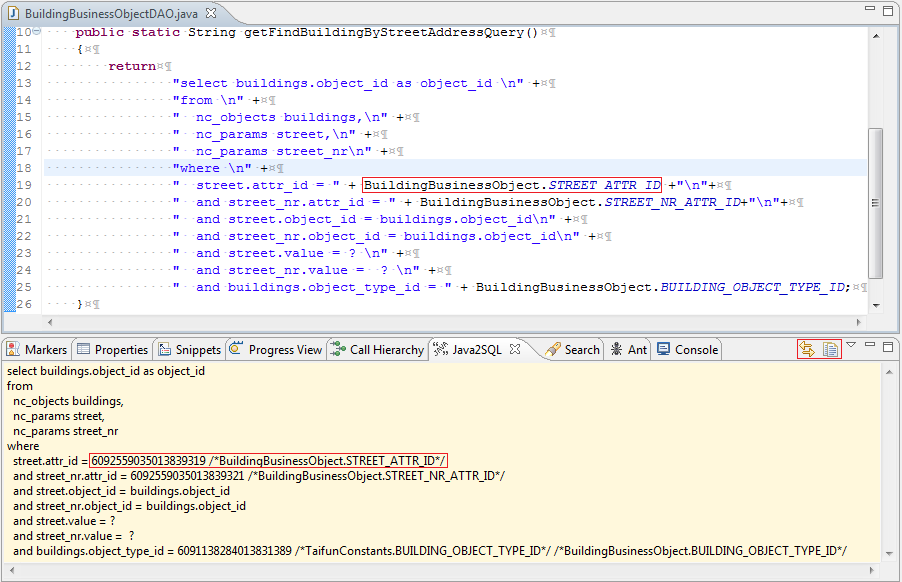 BuildingBusinessObjectDAO.java
10 public static String getFindBuildingByStreetAddressQuery()¤¶
11 {¤¶
12 return¤¶
13 "select buildings.object_id as object_id \n" +¤¶
14 "from \n" +¤¶
15 "  nc_objects buildings,\n" +¤¶
16 "  nc_params street,\n" +¤¶
17 "  nc_params street_nr\n" +¤¶
18 "where \n" +¤¶
19 "  street.attr_id = " + BuildingBusinessObject.STREET_ATTR_ID +"\n"+¤¶
20 "  and street_nr.attr_id = " + BuildingBusinessObject.STREET_NR_ATTR_ID+"\n"+¤¶
21 "  and street.object_id = buildings.object_id\n" +¤¶
22 "  and street_nr.object_id = buildings.object_id\n" +¤¶
23 "  and street.value = ? \n" +¤¶
24 "  and street_nr.value =  ? \n" +¤¶
25 "  and buildings.object_type_id = " + BuildingBusinessObject.BUILDING_OBJECT_TYPE_ID;¤¶
26 }¤¶
Markers Properties Snippets Progress View Call Hierarchy Java2SQL Search Ant Console
select buildings.object_id as object_id
from
  nc_objects buildings,
  nc_params street,
  nc_params street_nr
where
  street.attr_id = 6092559035013839319 /*BuildingBusinessObject.STREET_ATTR_ID*/
  and street_nr.attr_id = 6092559035013839321 /*BuildingBusinessObject.STREET_NR_ATTR_ID*/
  and street.object_id = buildings.object_id
  and street_nr.object_id = buildings.object_id
  and street.value = ?
  and street_nr.value =  ?
  and buildings.object_type_id = 6091138284013831389 /*TaifunConstants.BUILDING_OBJECT_TYPE_ID*/ /*BuildingBusinessObject.BUILDING_OBJECT_TYPE_ID*/